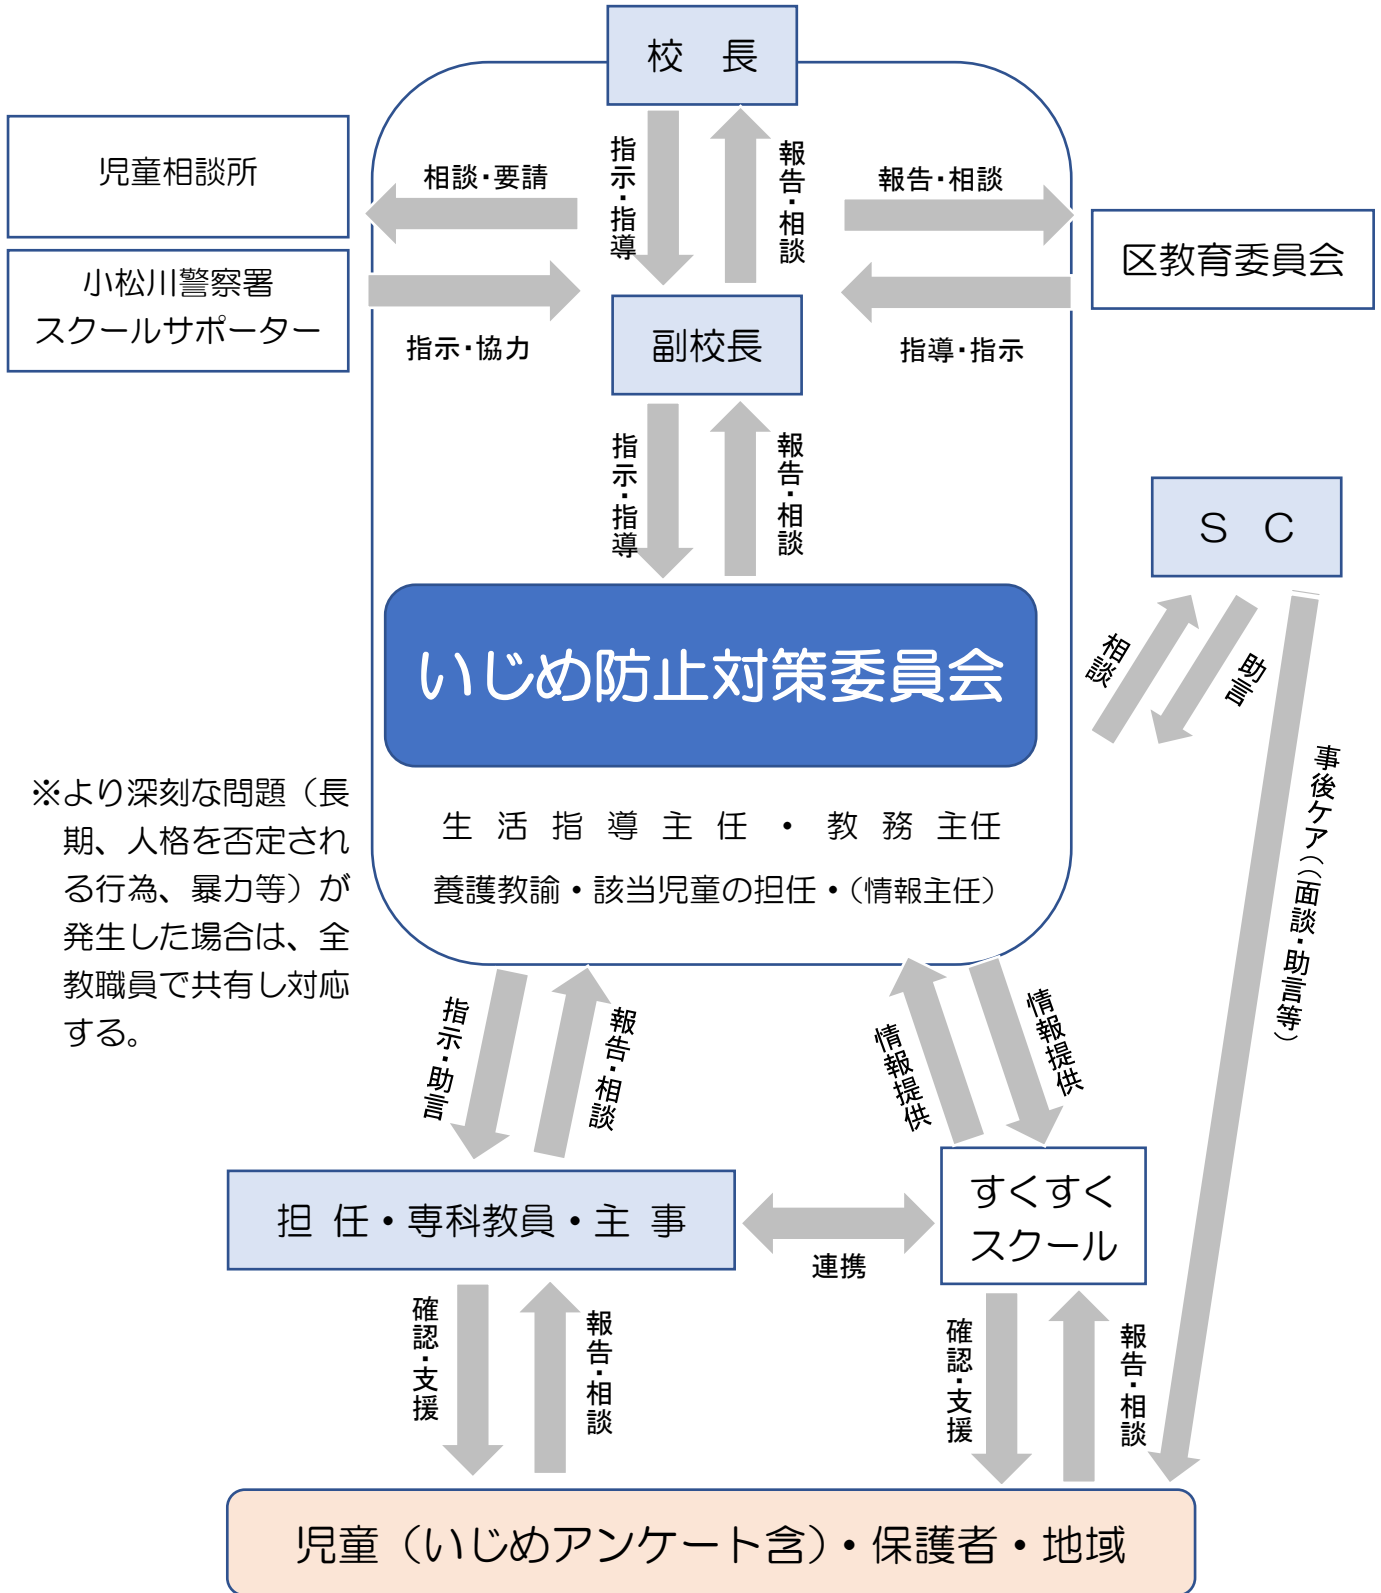 校　長
児童相談所
小松川警察署
スクールサポーター
相談・要請
指示・協力
指示・指導
報告・相談
報告・相談
指導・指示
区教育委員会
副校長
指示・指導
報告・相談
ＳＣ
相談
助言
事後ケア（（面談・助言等）
いじめ防止対策委員会
生 活 指 導 主 任 ・ 教 務 主任
養護教諭・該当児童の担任・（情報主任）
※より深刻な問題（長
期、人格を否定され
る行為、暴力等）が
発生した場合は、全
教職員で共有し対応
する。
指示・助言
報告・相談
情報提供
情報提供
担 任・専科教員・主 事
連携
すくすく
スクール
確認・支援
報告・相談
確認・支援
報告・相談
児童（いじめアンケート含）・保護者・地域